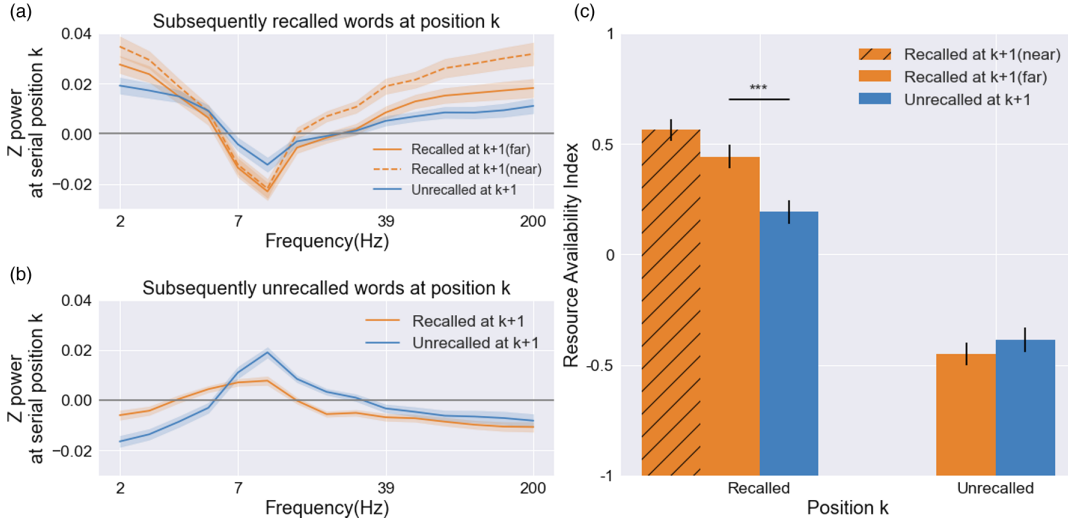 (a)
Subsequently recalled words at position k
0.04
0.02
0.00
−0.02
Z power
at serial position k
Recalled at k+1(far)
Recalled at k+1(near)
Unrecalled at k+1
2
7
39
200
Frequency(Hz)
(b)
Subsequently unrecalled words at position k
0.04
0.02
0.00
−0.02
Z power
at serial position k
Recalled at k+1
Unrecalled at k+1
2
7
39
200
Frequency(Hz)
(c)
1
0.5
0
-0.5
-1
Resource Availability Index
Recalled at k+1(near)
Recalled at k+1(far)
Unrecalled at k+1
***
Recalled
Unrecalled
Position k